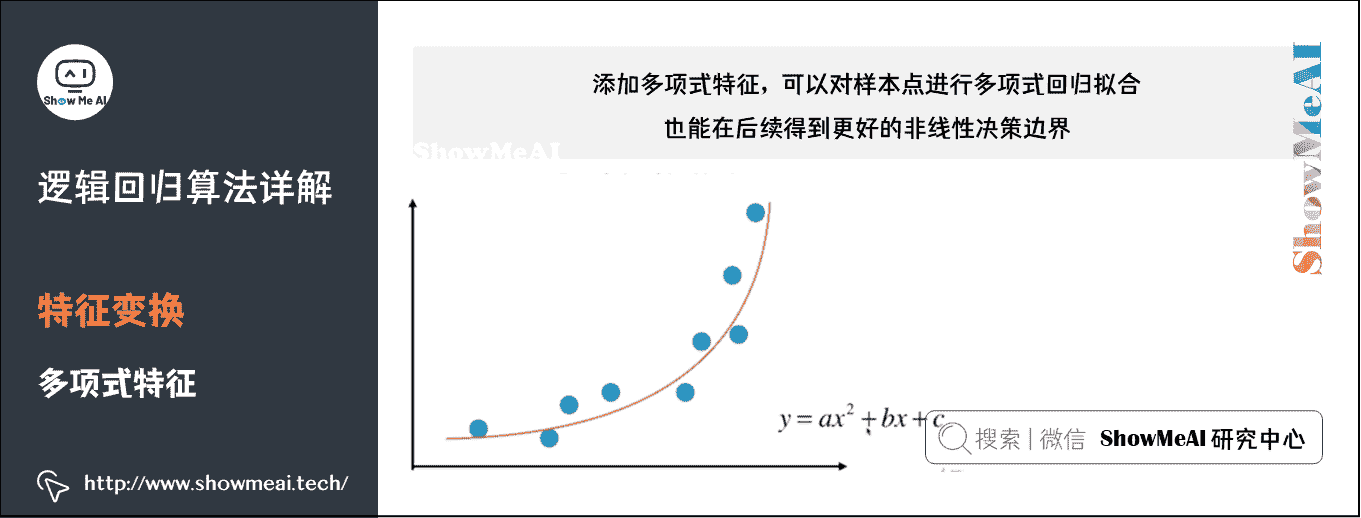 Show Me AI
逻辑回归算法详解
特征变换
多项式特征
http://www.showmeai.tech/
添加多项式特征，可以对样本点进行多项式回归拟合
也能在后续得到更好的非线性决策边界
ShowMeAI
ShowMeAI
y = ax² + bx + c
搜索 | 微信 ShowMeAI 研究中心